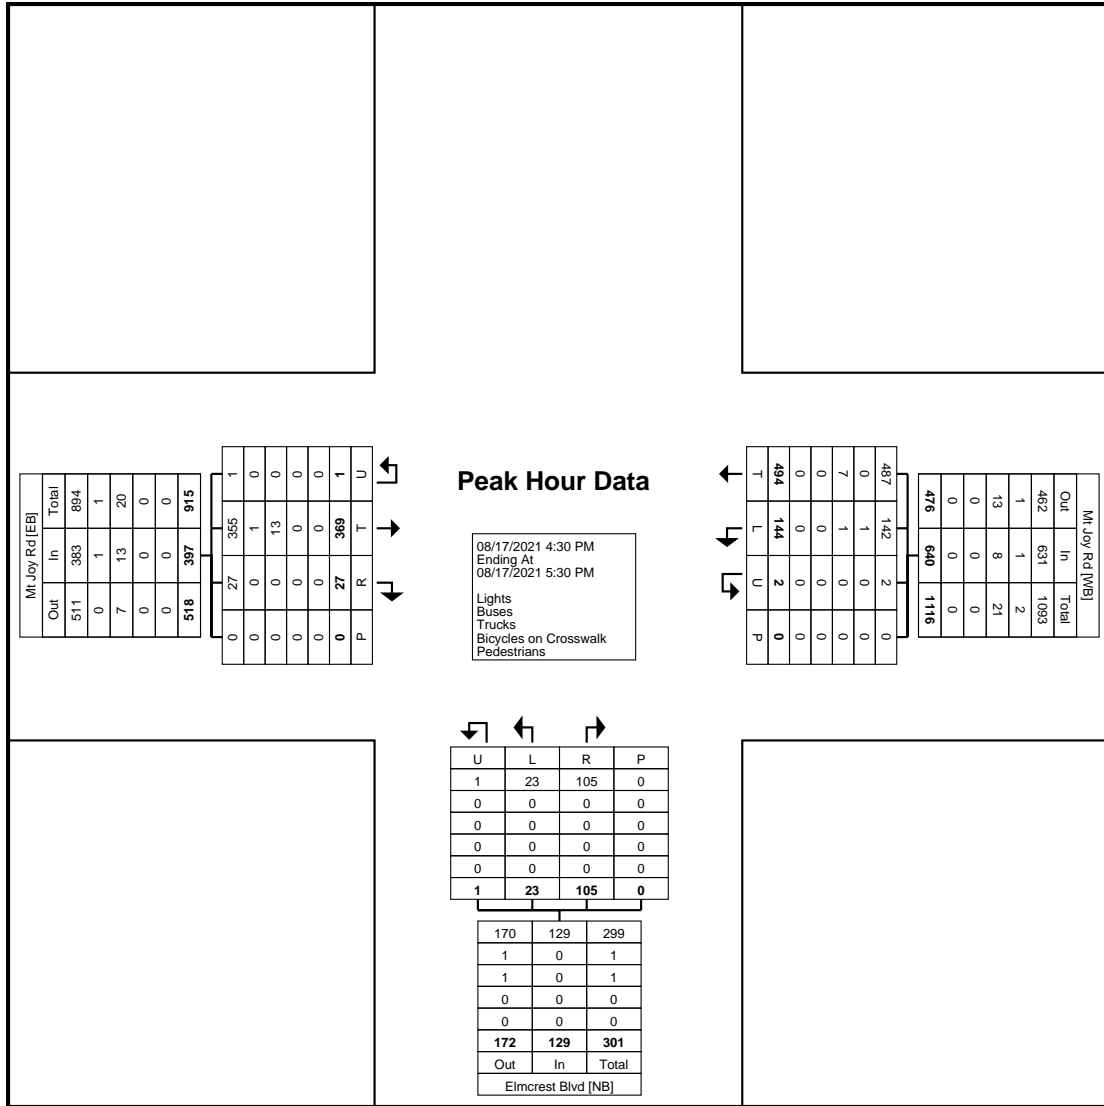 Peak Hour Data
08/17/2021 4:30 PM
Ending At
08/17/2021 5:30 PM
Lights
Buses
Trucks
Bicycles on Crosswalk
Pedestrians
Mt Joy Rd [EB]
Total 894 1 20 0 0 915
In 383 1 13 0 0 397
Out 511 0 7 0 0 518
1 0 0 0 0 1 U
355 1 13 0 0 369 T
27 0 0 0 0 27 R
0 0 0 0 0 0 P
Mt Joy Rd [WB]
Out 462 1 13 0 0 476
In 631 1 8 0 0 640
Total 1093 2 21 0 0 1116
487 0 7 0 0 494 T
142 1 1 0 0 144 L
2 0 0 0 0 2 U
0 0 0 0 0 0 P
U L R P
1 23 105 0
0 0 0 0
0 0 0 0
0 0 0 0
0 0 0 0
1 23 105 0
170 129 299
1 0 1
1 0 1
0 0 0
0 0 0
172 129 301
Out In Total
Elmcrest Blvd [NB]